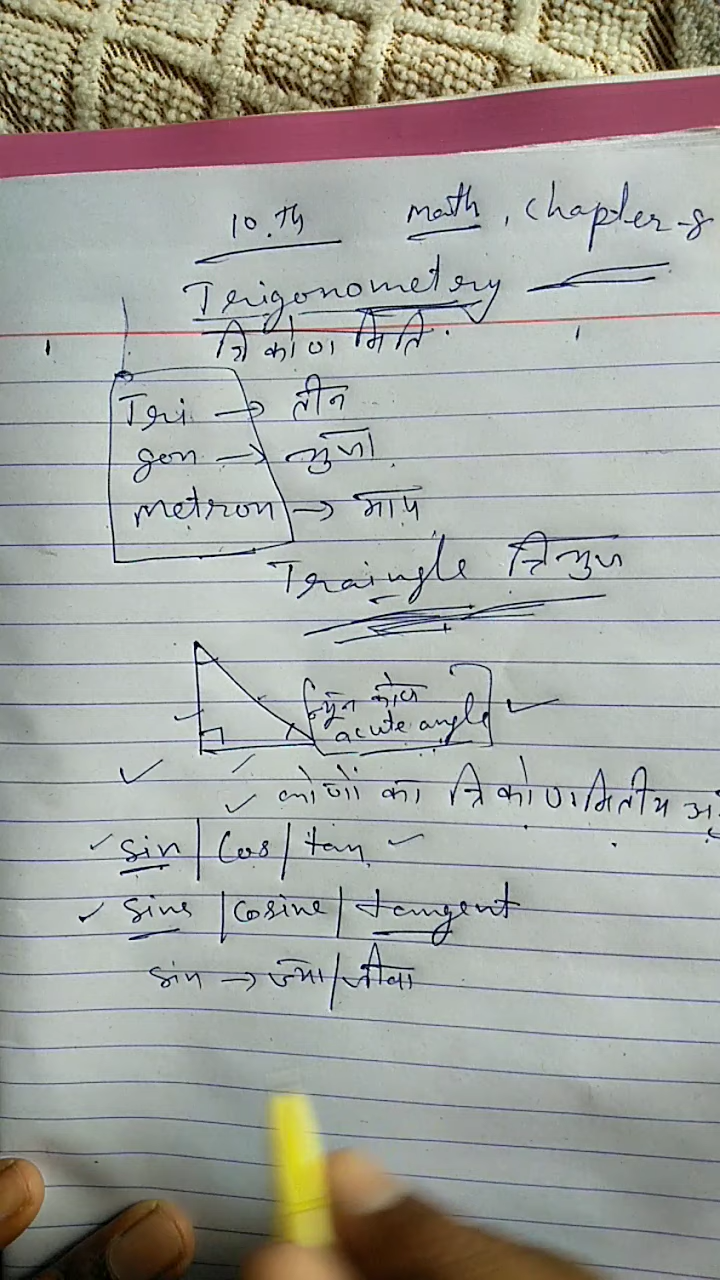 10.th math, chapter-8
Trigonometery
त्रिकोणमिति
Tri → तीन
gon → भुजा
metron → माप
Traingle त्रिभुज
न्यून कोण
acute angle
कोणों का त्रिकोणमितीय
sin | Cos | tan
Sine | Cosine | tangent
sin → ज्या/जीवा